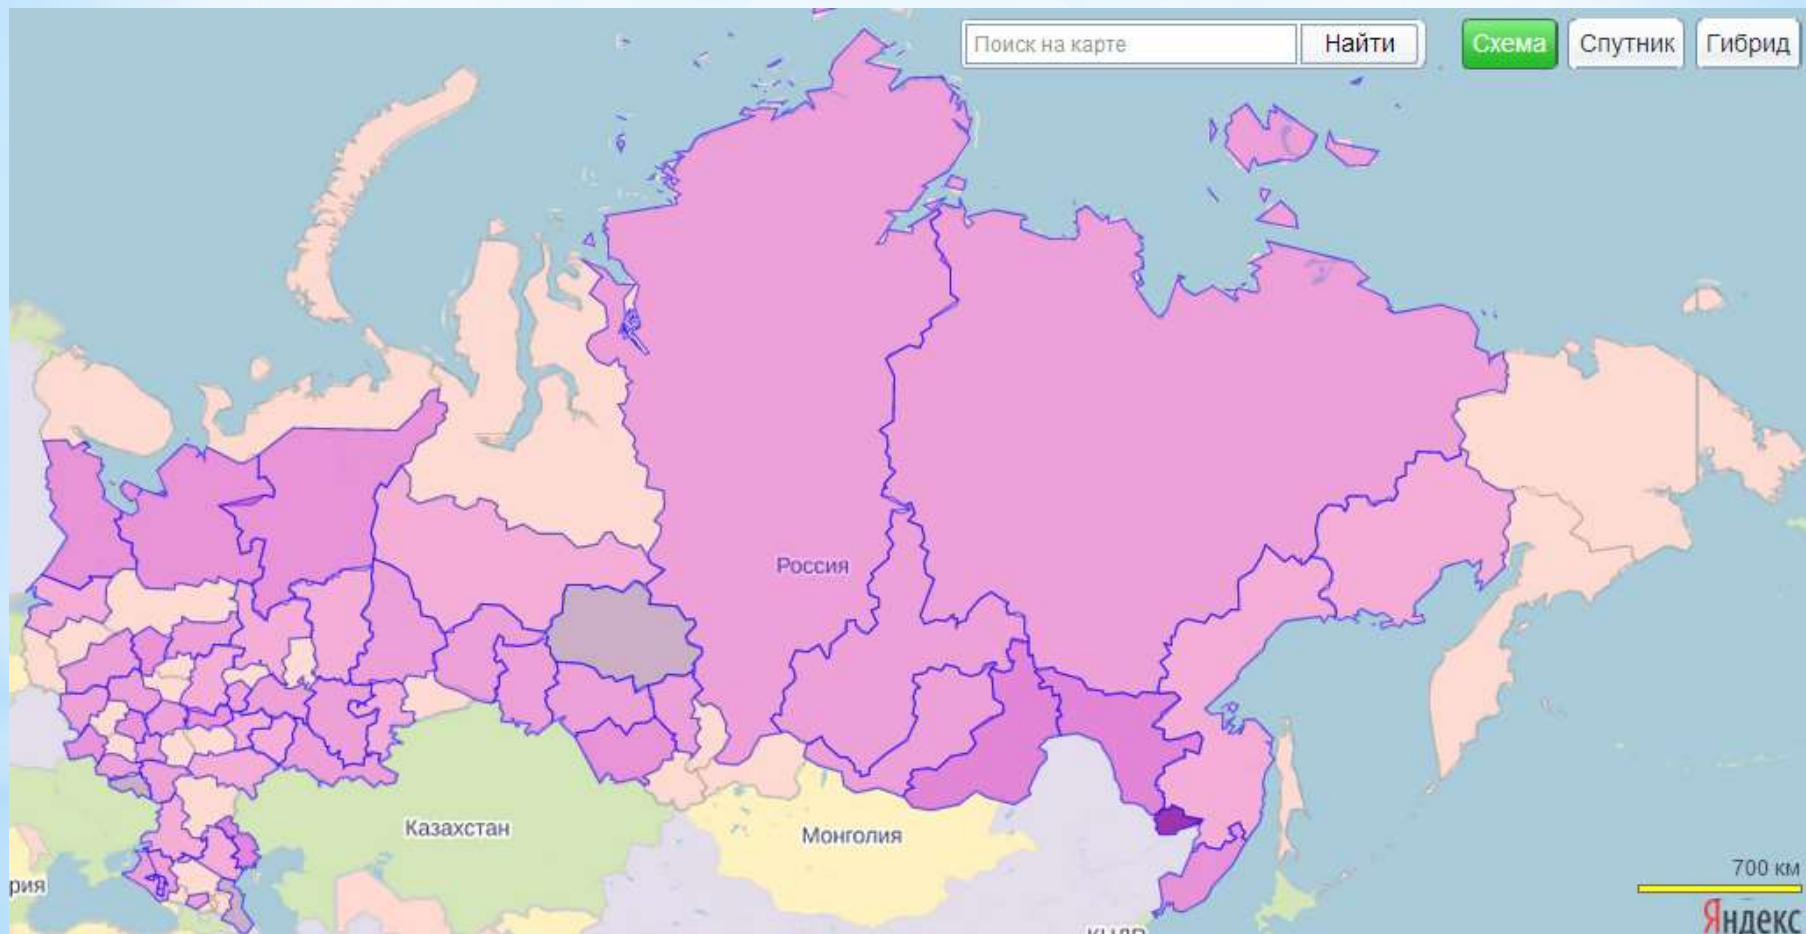 Поиск на карте
Найти
Схема
Спутник
Гибрид
Россия
Казахстан
Монголия
рия
700 км
Яндекс